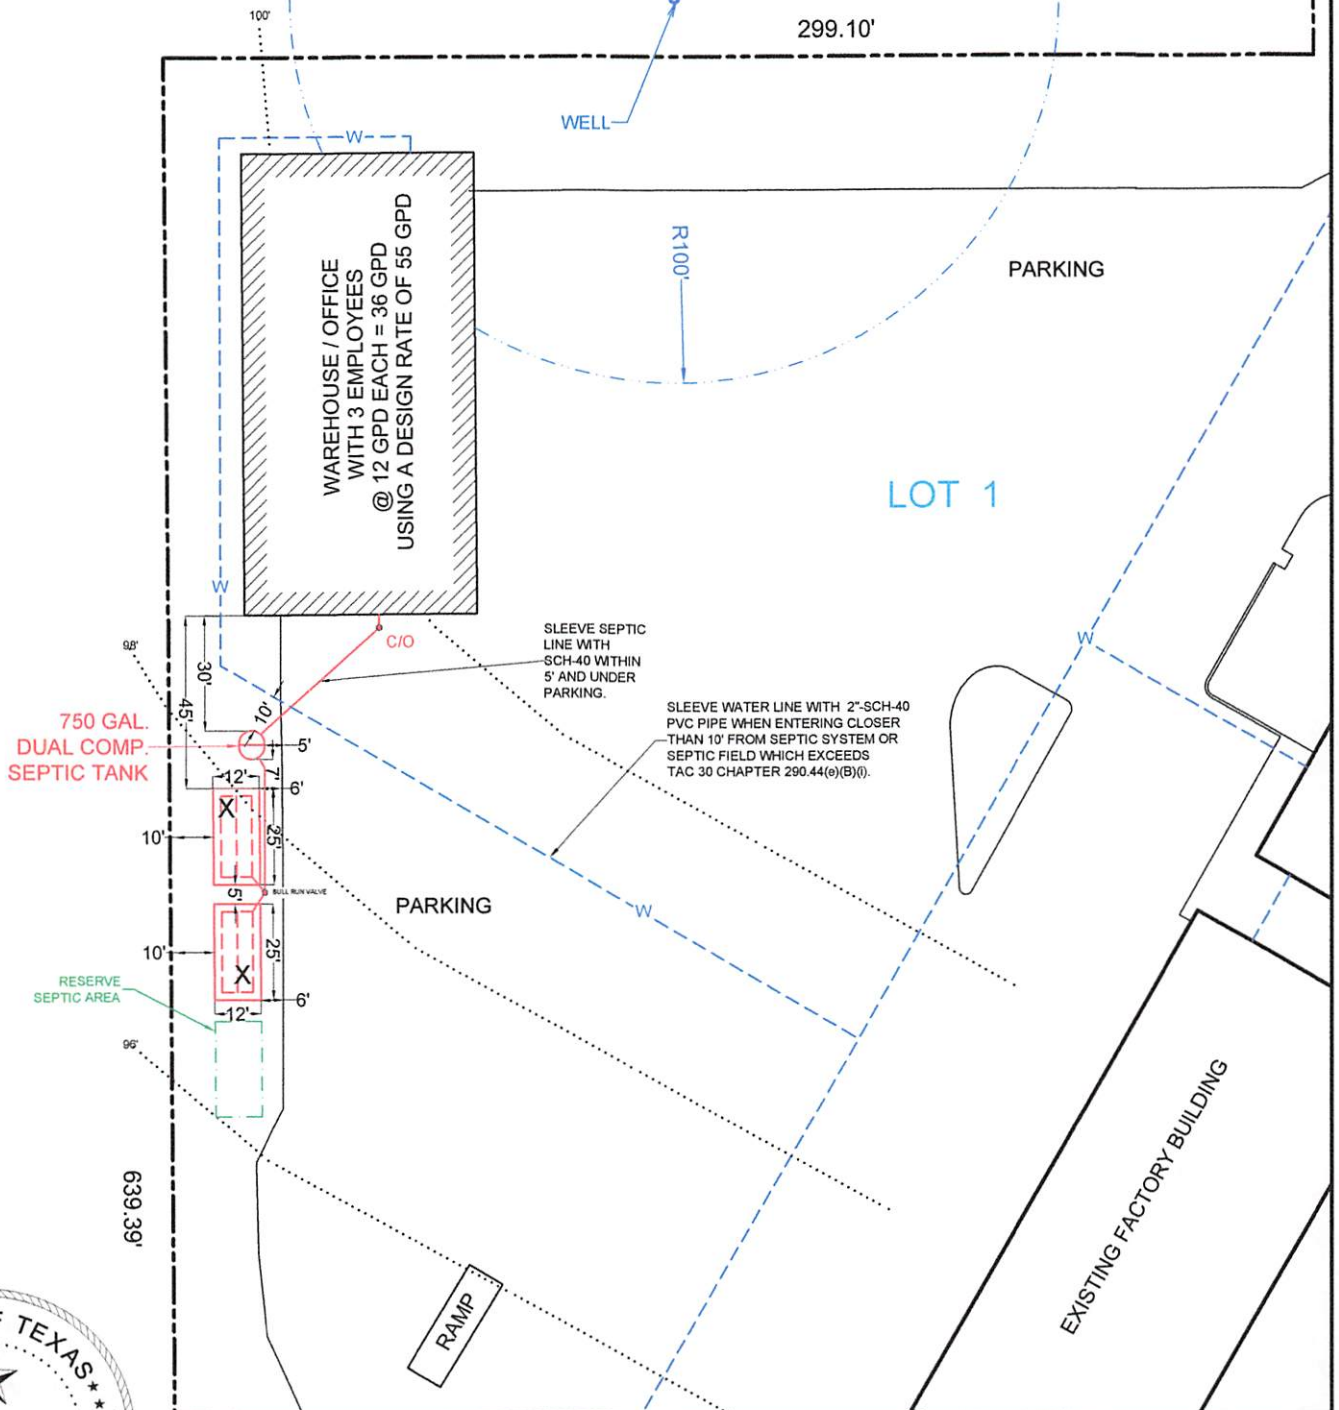 100'
299.10'
WELL
W
R100'
PARKING
WAREHOUSE / OFFICE
WITH 3 EMPLOYEES
@ 12 GPD EACH = 36 GPD
USING A DESIGN RATE OF 55 GPD
LOT 1
W
C/O
SLEEVE SEPTIC
LINE WITH
SCH-40 WITHIN
5' AND UNDER
PARKING.
W
98'
30'
45'
10'
SLEEVE WATER LINE WITH 2"-SCH-40
PVC PIPE WHEN ENTERING CLOSER
THAN 10' FROM SEPTIC SYSTEM OR
SEPTIC FIELD WHICH EXCEEDS
TAC 30 CHAPTER 290.44(e)(B)(i).
750 GAL.
DUAL COMP.
SEPTIC TANK
5'
7'
12'
6'
X
10'
25'
5'
BULL RUN VALVE
PARKING
W
10'
25'
X
RESERVE
SEPTIC AREA
6'
12'
96'
639.39'
EXISTING FACTORY BUILDING
RAMP
TEXAS